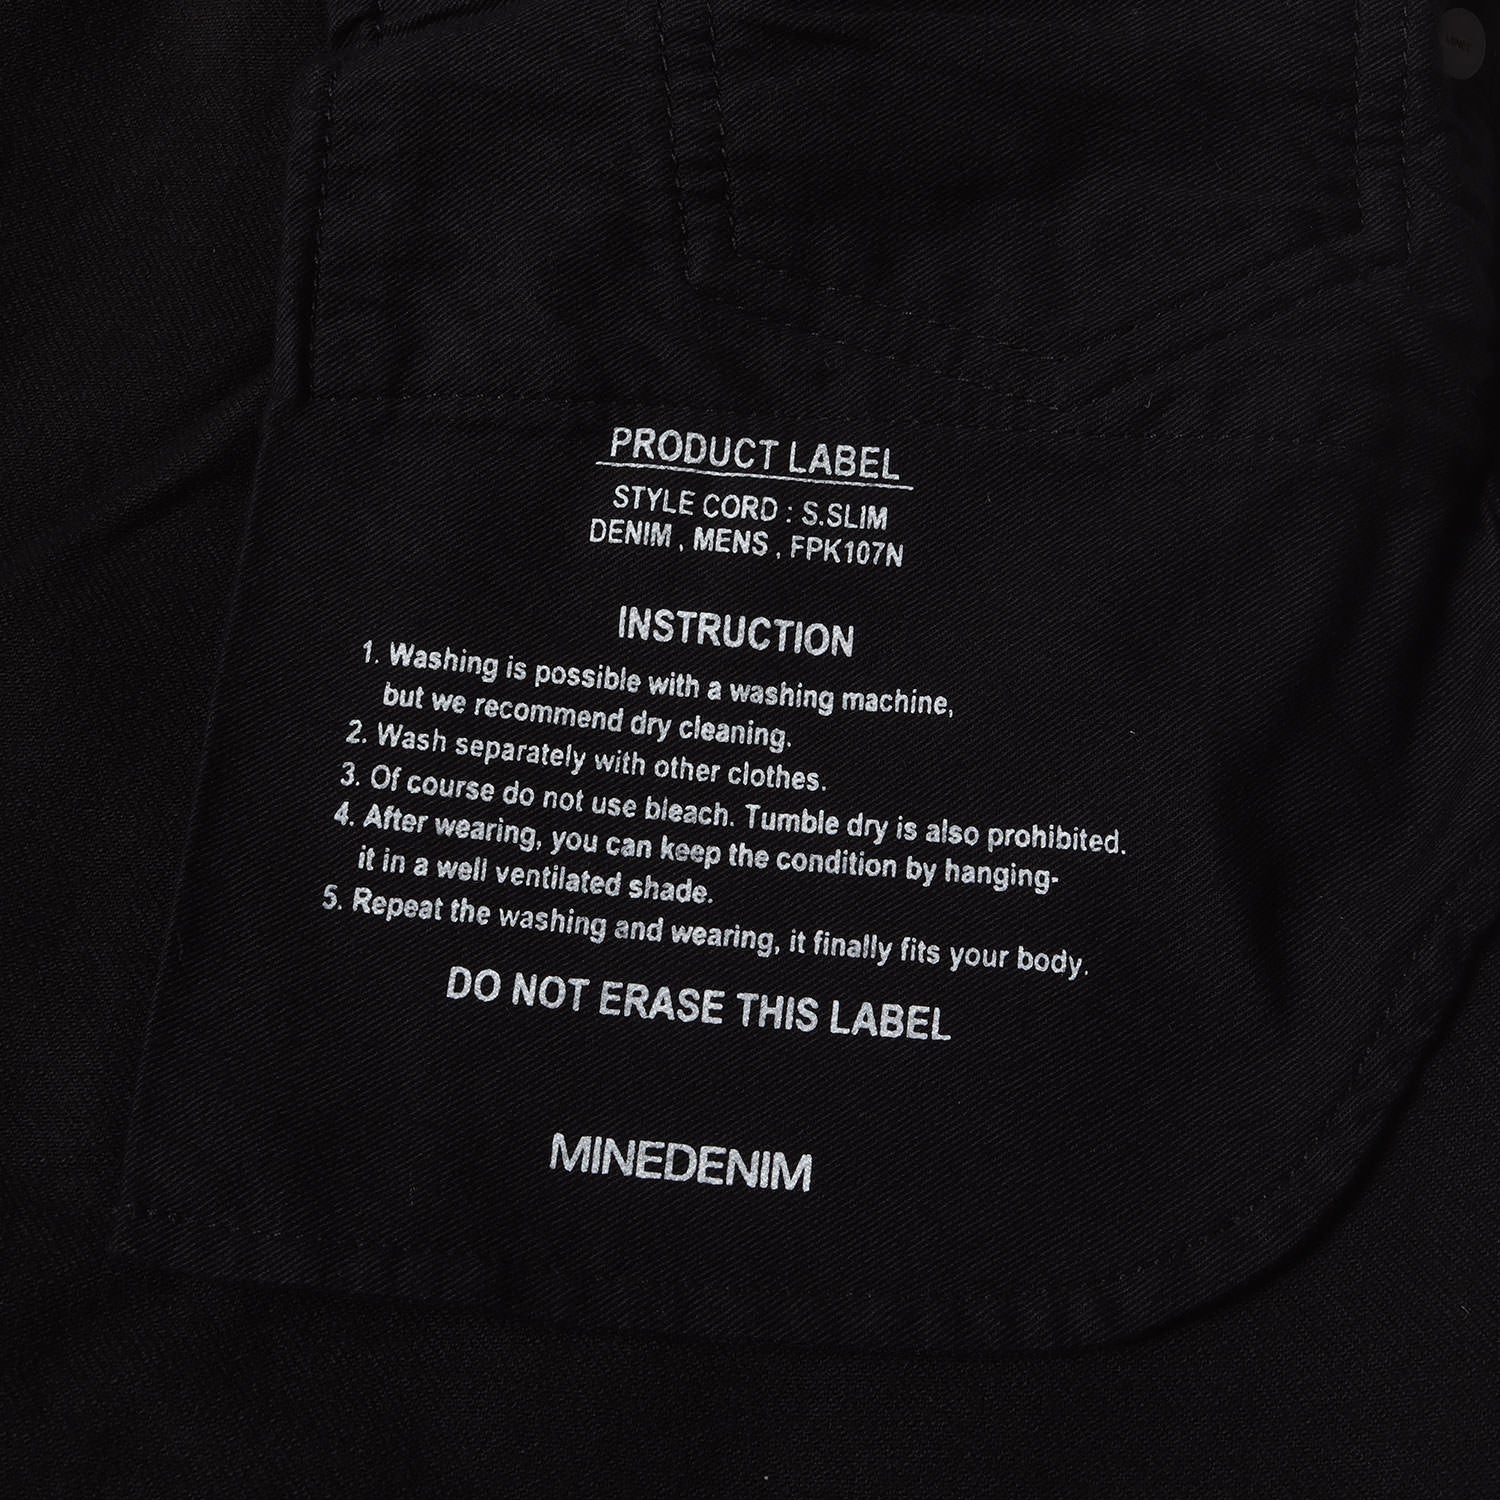 PRODUCT LABEL
STYLE CORD : S.SLIM
DENIM , MENS , FPK107N
INSTRUCTION
1. Washing is possible with a washing machine,
but we recommend dry cleaning.
2. Wash separately with other clothes.
3. Of course do not use bleach. Tumble dry is also prohibited.
4. After wearing, you can keep the condition by hanging-
it in a well ventilated shade.
5. Repeat the washing and wearing, it finally fits your body.
DO NOT ERASE THIS LABEL
MINEDENIM